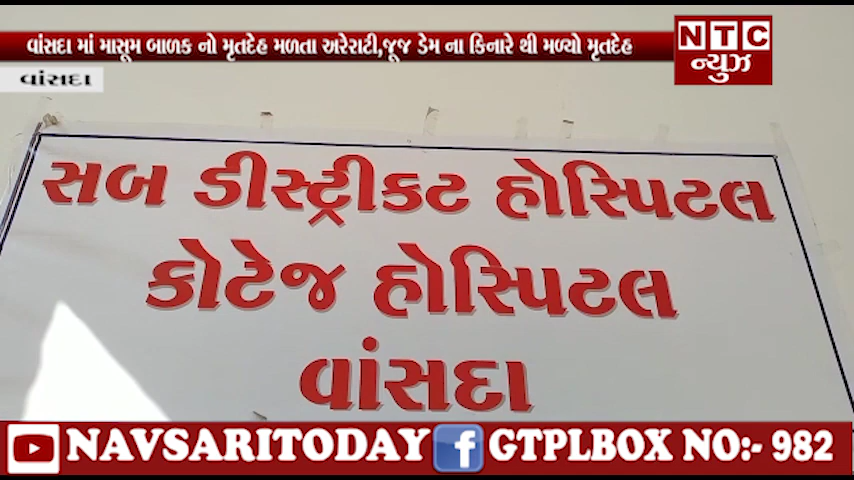 વાંસદા માં માસૂમ બાળક નો મૃતદેહ મળતા અરેરાટી,જૂજ ડેમ ના કિનારે થી મળ્યો મૃતદેહ
NTC
ન્યુઝ
વાંસદા
સબ ડીસ્ટ્રીકટ હોસ્પિટલ
કોટેજ હોસ્પિટલ
વાંસદા
NAVSARITODAY f GTPLBOX NO:- 982